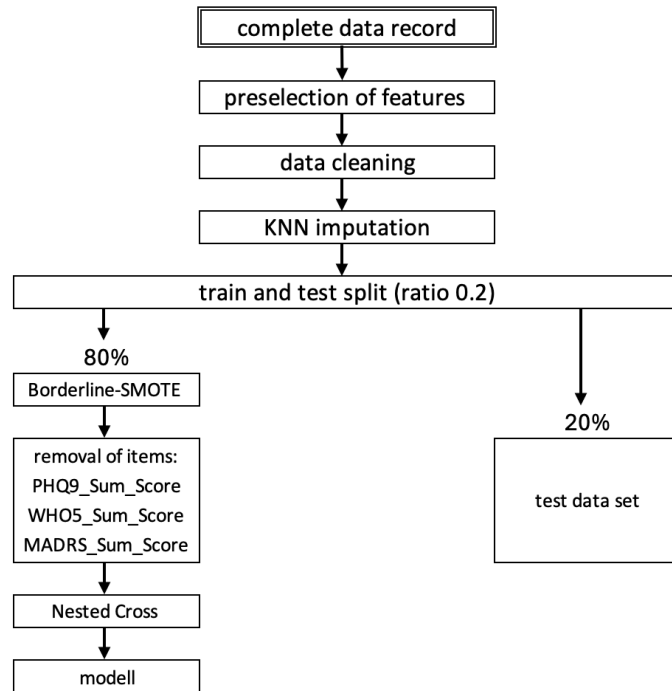 complete data record
preselection of features
data cleaning
KNN imputation
train and test split (ratio 0.2)
80%
Borderline-SMOTE
removal of items:
PHQ9_Sum_Score
WHO5_Sum_Score
MADRS_Sum_Score
Nested Cross
modell
20%
test data set